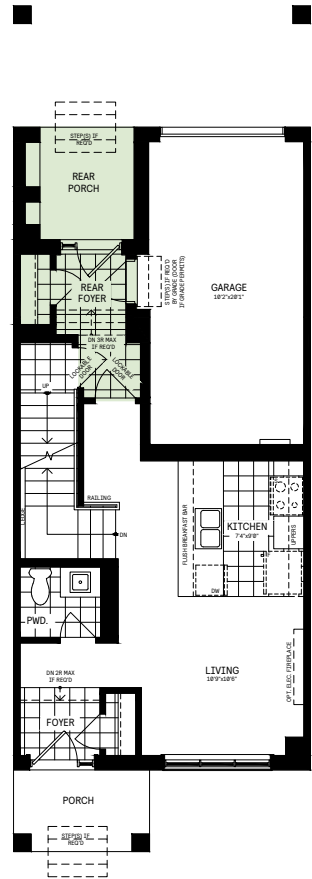 STEP(S) IF
REQ'D
REAR
PORCH
REAR
FOYER
STEP(S) IF REQ'D
BY GRADE (DOOR
IF GRADE PERMITS)
GARAGE
10'2"x20'1"
DN 3R MAX
IF REQ'D
LOCKABLE
DOOR
LOCKABLE
DOOR
UP
RAILING
LEDGE
DN
FLUSH BREAKFAST BAR
KITCHEN
7'4"x9'0"
UPPERS
DW
PWD.
DN 2R MAX
IF REQ'D
LIVING
10'9"x10'6"
OPT. ELEC. FIREPLACE
FOYER
PORCH
STEP(S) IF
REQ'D